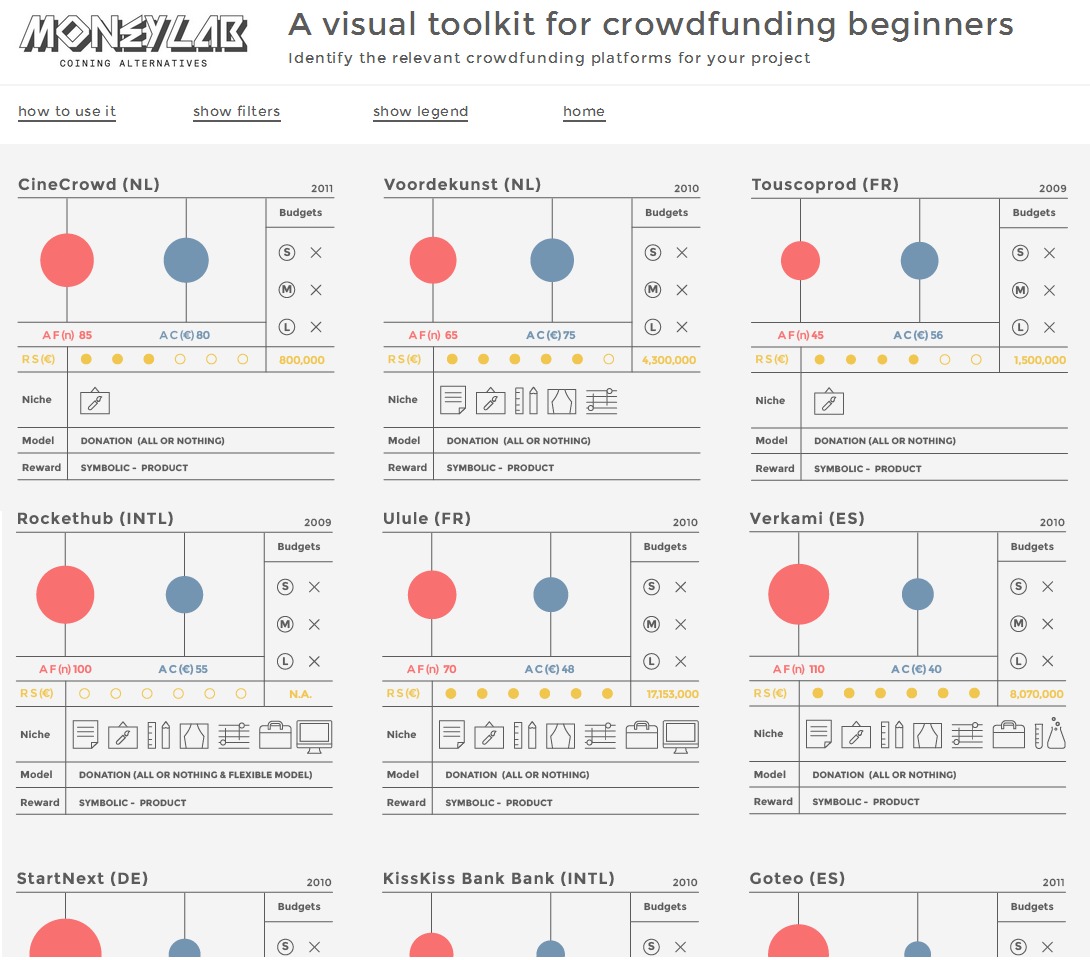 MONEYLAB
COINING ALTERNATIVES
A visual toolkit for crowdfunding beginners
Identify the relevant crowdfunding platforms for your project
how to use it
show filters
show legend
home
CineCrowd (NL)
2011
Budgets
S
M
L
A F (n) 85
A C (€) 80
R S (€)
800,000
Niche
Model
DONATION (ALL OR NOTHING)
Reward
SYMBOLIC - PRODUCT
Voordekunst (NL)
2010
Budgets
S
M
L
A F (n) 65
A C (€) 75
R S (€)
4,300,000
Niche
Model
DONATION (ALL OR NOTHING)
Reward
SYMBOLIC - PRODUCT
Touscoprod (FR)
2009
Budgets
S
M
L
A F (n) 45
A C (€) 56
R S (€)
1,500,000
Niche
Model
DONATION (ALL OR NOTHING)
Reward
SYMBOLIC - PRODUCT
Rockethub (INTL)
2009
Budgets
S
M
L
A F (n) 100
A C (€) 55
R S (€)
N.A.
Niche
Model
DONATION (ALL OR NOTHING & FLEXIBLE MODEL)
Reward
SYMBOLIC - PRODUCT
Ulule (FR)
2010
Budgets
S
M
L
A F (n) 70
A C (€) 48
R S (€)
17,153,000
Niche
Model
DONATION (ALL OR NOTHING)
Reward
SYMBOLIC - PRODUCT
Verkami (ES)
2010
Budgets
S
M
L
A F (n) 110
A C (€) 40
R S (€)
8,070,000
Niche
Model
DONATION (ALL OR NOTHING)
Reward
SYMBOLIC - PRODUCT
StartNext (DE)
2010
Budgets
S
KissKiss Bank Bank (INTL)
2010
Budgets
S
Goteo (ES)
2011
Budgets
S